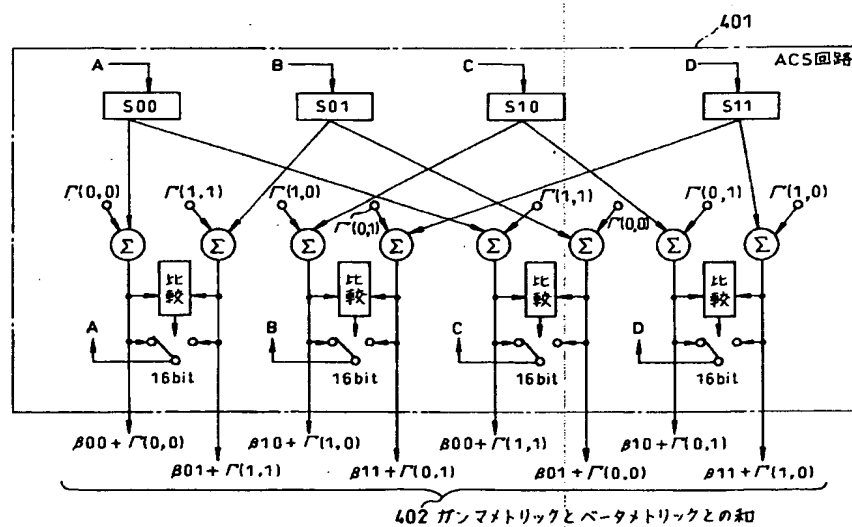 401
ACS回路
A B C D
S00 S01 S10 S11
Γ(0,0) Γ(1,1) Γ(1,0) Γ(0,1) Γ(1,1) Γ(0,0) Γ(0,1) Γ(1,0)
Σ Σ Σ Σ Σ Σ Σ Σ
比較 比較 比較 比較
A B C D
16bit 16bit 16bit 16bit
β00+Γ(0,0) β10+Γ(1,0) β00+Γ(1,1) β10+Γ(0,1)
β01+Γ(1,1) β11+Γ(0,1) β01+Γ(0,0) β11+Γ(1,0)
402 ガンマメトリックとベータメトリックとの和